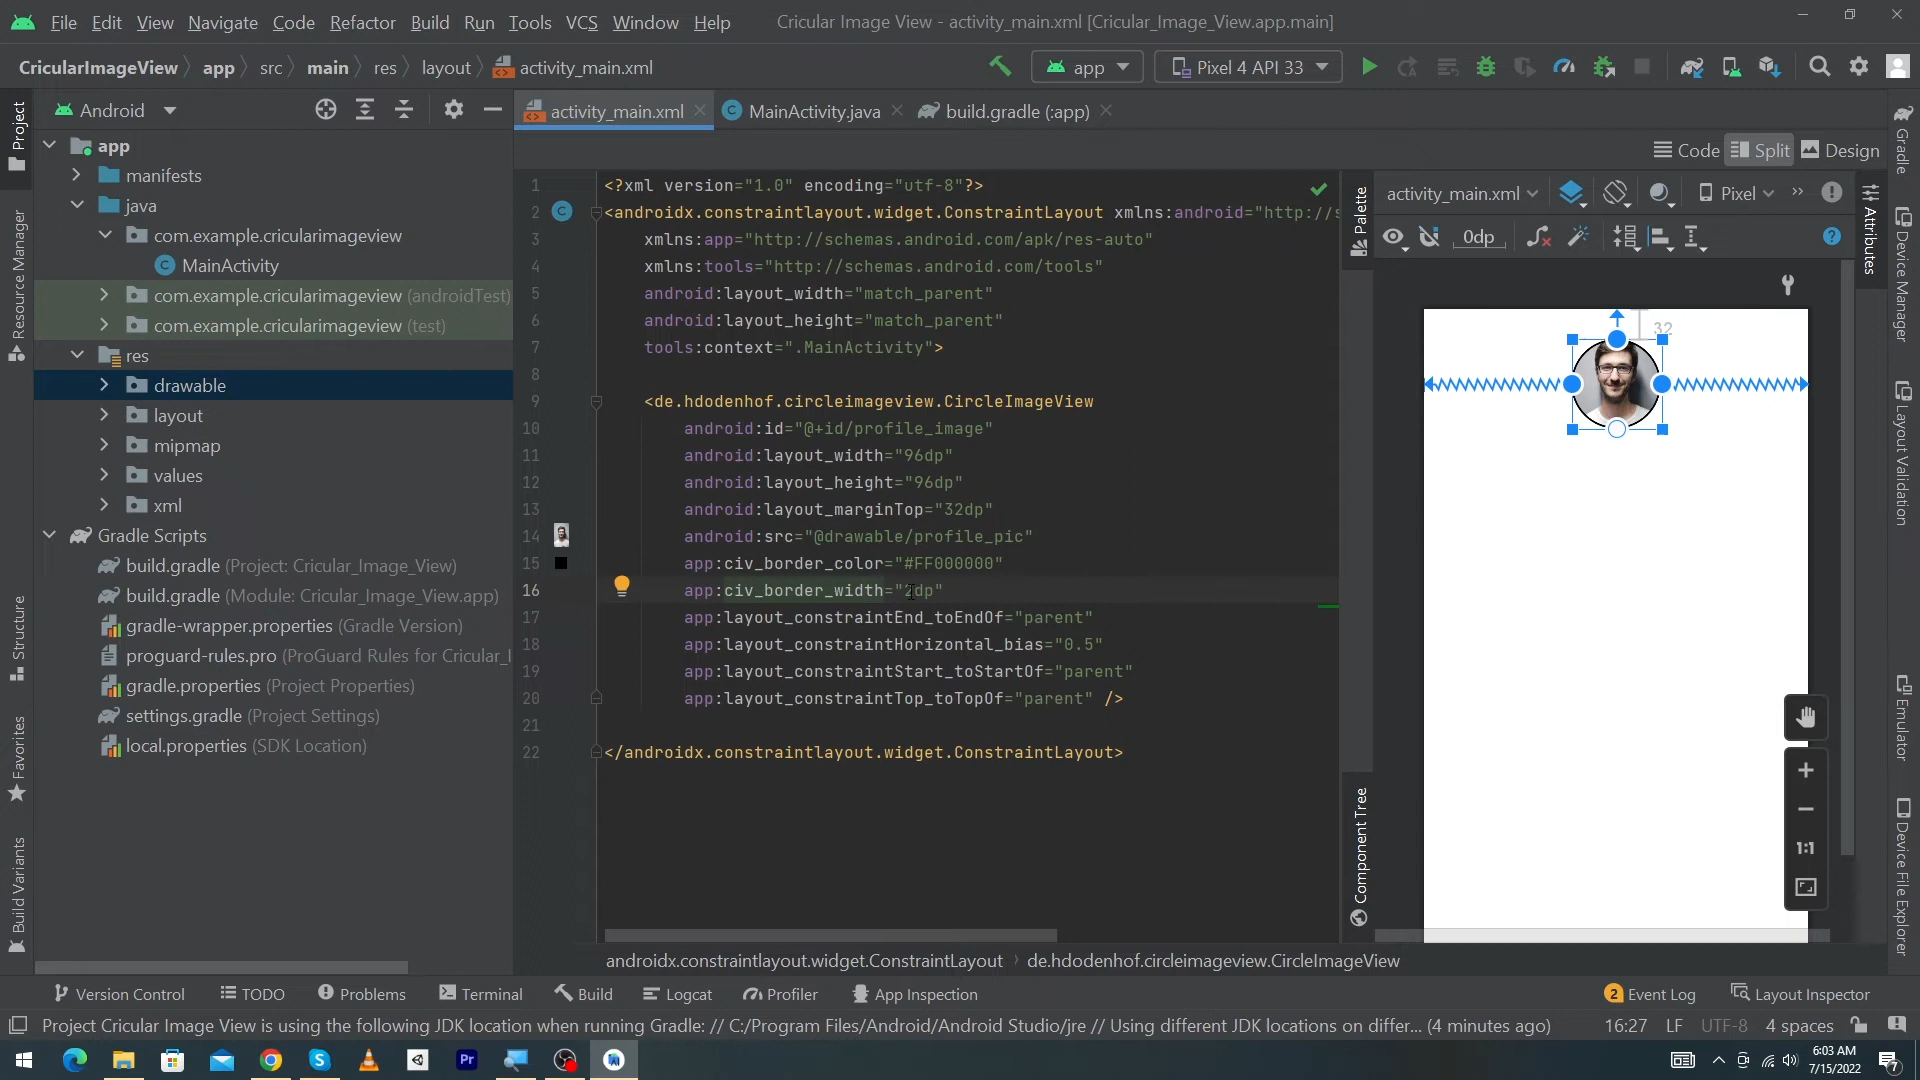 File Edit View Navigate Code Refactor Build Run Tools VCS Window Help Cricular Image View - activity_main.xml [Cricular_Image_View.app.main]
CricularImageView app src main res layout activity_main.xml
app Pixel 4 API 33
Android
activity_main.xml MainActivity.java build.gradle (:app)
Code Split Design
Project
Resource Manager
Structure
Favorites
Build Variants
app
manifests
java
com.example.cricularimageview
MainActivity
com.example.cricularimageview (androidTest)
com.example.cricularimageview (test)
res
drawable
layout
mipmap
values
xml
Gradle Scripts
build.gradle (Project: Cricular_Image_View)
build.gradle (Module: Cricular_Image_View.app)
gradle-wrapper.properties (Gradle Version)
proguard-rules.pro (ProGuard Rules for Cricular_I
gradle.properties (Project Properties)
settings.gradle (Project Settings)
local.properties (SDK Location)
1 <?xml version="1.0" encoding="utf-8"?>
2 <androidx.constraintlayout.widget.ConstraintLayout xmlns:android="http://s
3 xmlns:app="http://schemas.android.com/apk/res-auto"
4 xmlns:tools="http://schemas.android.com/tools"
5 android:layout_width="match_parent"
6 android:layout_height="match_parent"
7 tools:context=".MainActivity">
8
9 <de.hdodenhof.circleimageview.CircleImageView
10 android:id="@+id/profile_image"
11 android:layout_width="96dp"
12 android:layout_height="96dp"
13 android:layout_marginTop="32dp"
14 android:src="@drawable/profile_pic"
15 app:civ_border_color="#FF000000"
16 app:civ_border_width="2dp"
17 app:layout_constraintEnd_toEndOf="parent"
18 app:layout_constraintHorizontal_bias="0.5"
19 app:layout_constraintStart_toStartOf="parent"
20 app:layout_constraintTop_toTopOf="parent" />
21
22 </androidx.constraintlayout.widget.ConstraintLayout>
androidx.constraintlayout.widget.ConstraintLayout de.hdodenhof.circleimageview.CircleImageView
Palette
Component Tree
activity_main.xml Pixel
0dp
32
1:1
Attributes
Gradle
Device Manager
Layout Validation
Emulator
Device File Explorer
Version Control TODO Problems Terminal Build Logcat Profiler App Inspection 2 Event Log Layout Inspector
Project Cricular Image View is using the following JDK location when running Gradle: // C:/Program Files/Android/Android Studio/jre // Using different JDK locations on differ... (4 minutes ago) 16:27 LF UTF-8 4 spaces
Pr
6:03 AM
7/15/2022
7